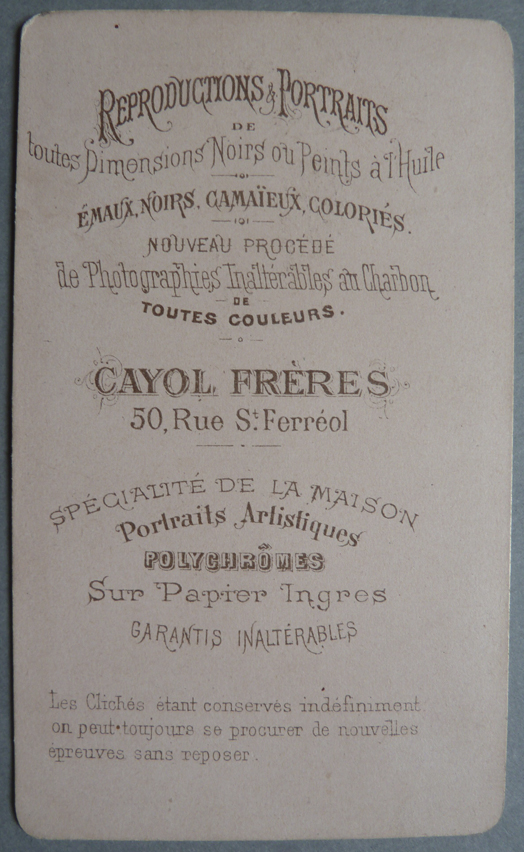 REPRODUCTIONS & PORTRAITS
DE
toutes Dimensions Noirs ou Peints à l'Huile
ÉMAUX, NOIRS, CAMAÏEUX, COLORIÉS.
NOUVEAU PROCÉDÉ
de Photographies Inaltérables au Charbon
DE
TOUTES COULEURS.
CAYOL FRÈRES
50, Rue St Ferréol
SPÉCIALITÉ DE LA MAISON
Portraits Artistiques
POLYCHRÔMES
Sur Papier Ingres
GARANTIS INALTÉRABLES
Les Clichés étant conservés indéfiniment
on peut toujours se procurer de nouvelles
épreuves sans reposer.